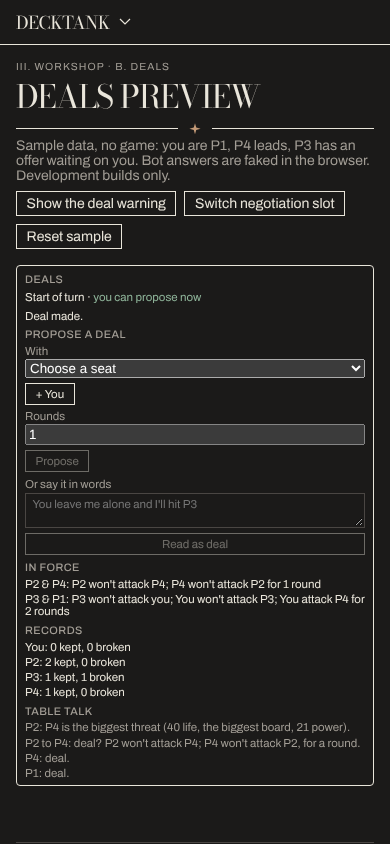 DECKTANK
III. WORKSHOP · B. DEALS
DEALS PREVIEW
Sample data, no game: you are P1, P4 leads, P3 has an
offer waiting on you. Bot answers are faked in the browser.
Development builds only.
Show the deal warning
Switch negotiation slot
Reset sample
DEALS
Start of turn · you can propose now
Deal made.
PROPOSE A DEAL
With
Choose a seat
+ You
Rounds
1
Propose
Or say it in words
You leave me alone and I'll hit P3
Read as deal
IN FORCE
P2 & P4: P2 won't attack P4; P4 won't attack P2 for 1 round
P3 & P1: P3 won't attack you; You won't attack P3; You attack P4 for
2 rounds
RECORDS
You: 0 kept, 0 broken
P2: 2 kept, 0 broken
P3: 1 kept, 1 broken
P4: 1 kept, 0 broken
TABLE TALK
P2: P4 is the biggest threat (40 life, the biggest board, 21 power).
P2 to P4: deal? P2 won't attack P4; P4 won't attack P2, for a round.
P4: deal.
P1: deal.